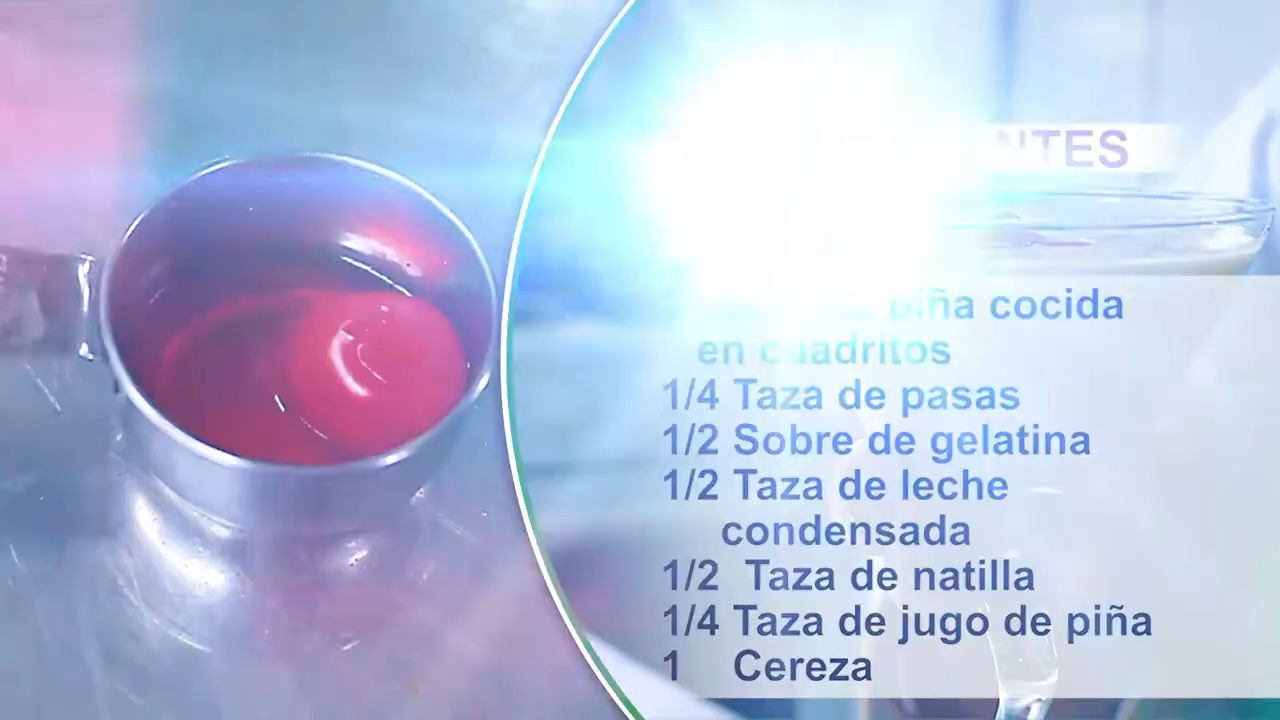 NTES
piña cocida
en cuadritos
1/4 Taza de pasas
1/2 Sobre de gelatina
1/2 Taza de leche
condensada
1/2 Taza de natilla
1/4 Taza de jugo de piña
1 Cereza